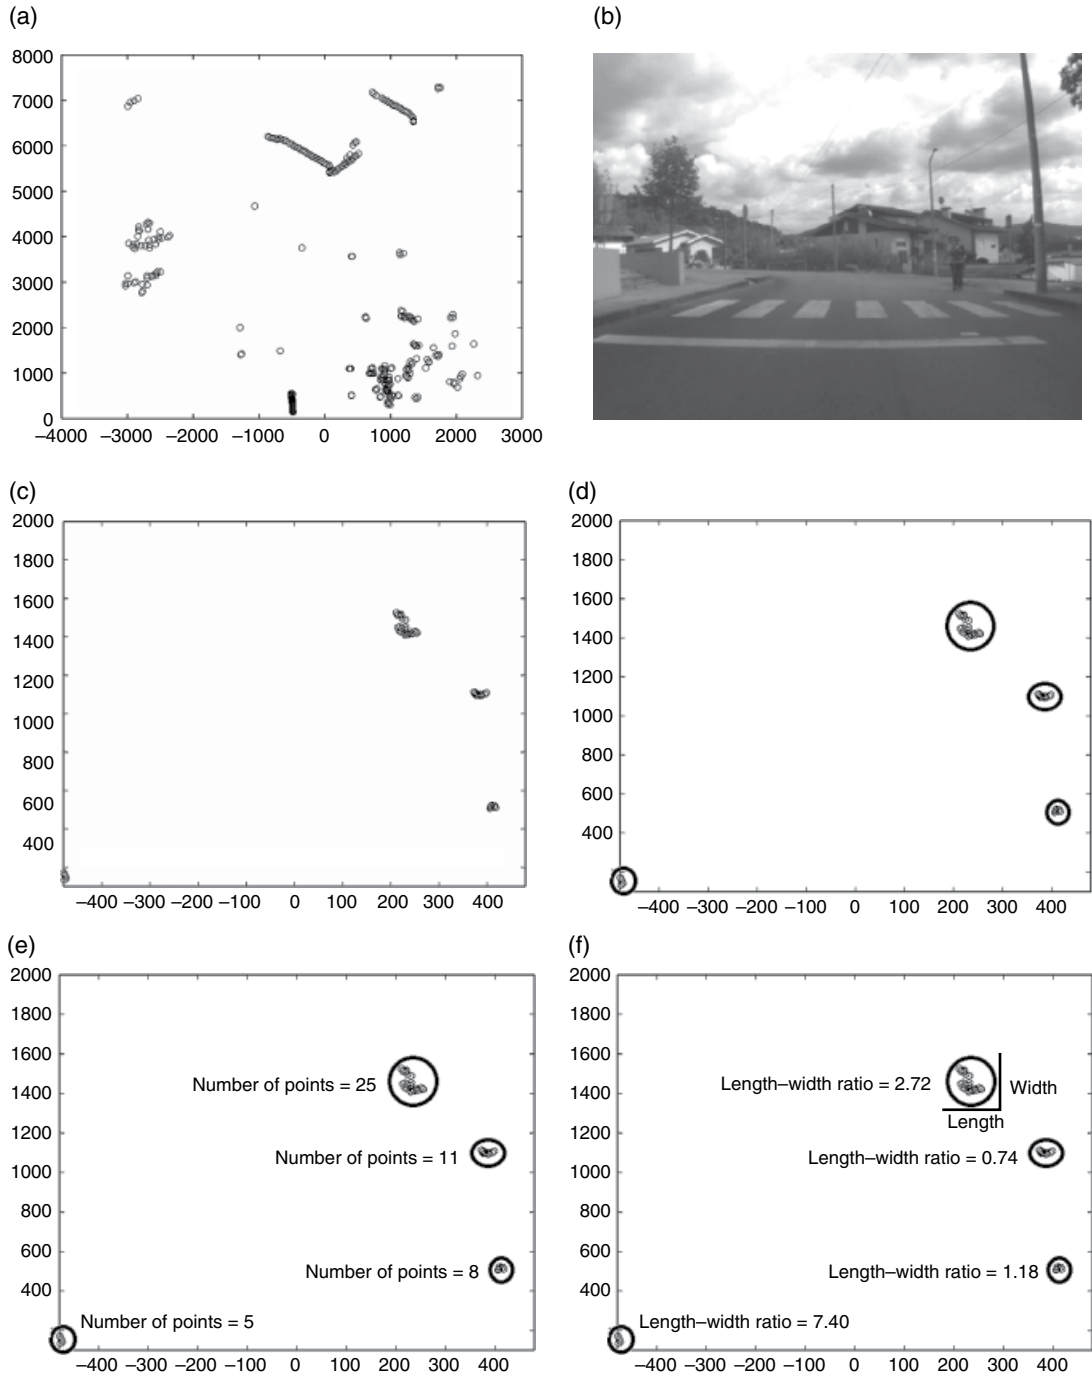 (a)
8000
7000
6000
5000
4000
3000
2000
1000
0
–4000 –3000 –2000 –1000 0 1000 2000 3000
(b)
(c)
2000
1800
1600
1400
1200
1000
800
600
400
–400 –300 –200 –100 0 100 200 300 400
(d)
2000
1800
1600
1400
1200
1000
800
600
400
–400 –300 –200 –100 0 100 200 300 400
(e)
2000
1800
1600
1400
1200
1000
800
600
400
Number of points = 25
Number of points = 11
Number of points = 8
Number of points = 5
–400 –300 –200 –100 0 100 200 300 400
(f)
2000
1800
1600
1400
1200
1000
800
600
400
Length–width ratio = 2.72
Width
Length
Length–width ratio = 0.74
Length–width ratio = 1.18
Length–width ratio = 7.40
–400 –300 –200 –100 0 100 200 300 400